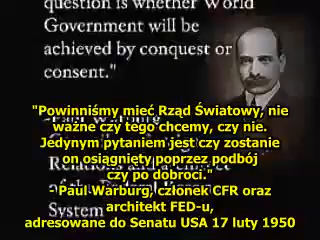 question is whether World
Government will be
achieved by conquest or
consent."
"Powinniśmy mieć Rząd Światowy, nie
ważne czy tego chcemy, czy nie.
Jedynym pytaniem jest czy zostanie
on osiągnięty poprzez podbój
czy po dobroci."
-Paul Warburg, członek CFR oraz
architekt FED-u,
adresowane do Senatu USA 17 luty 1950
System